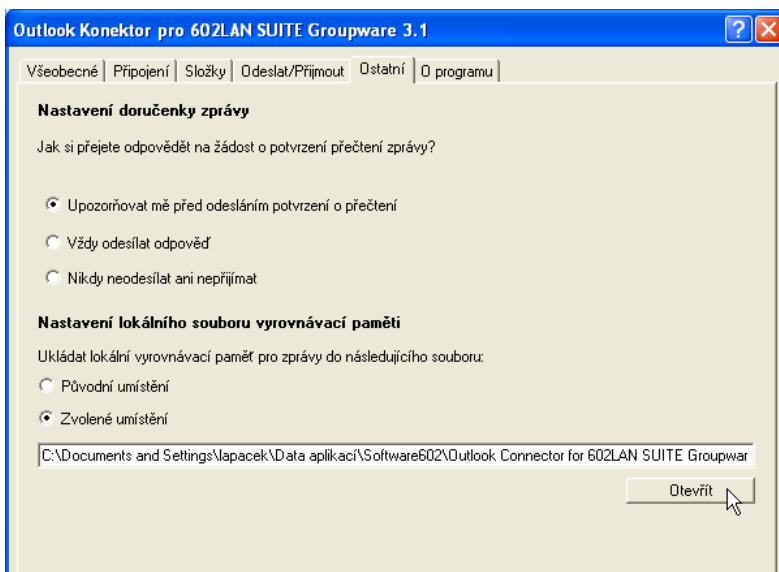 Outlook Konektor pro 602LAN SUITE Groupware 3.1
Všeobecné Připojení Složky Odeslat/Přijmout Ostatní O programu
Nastavení doručenky zprávy
Jak si přejete odpovědět na žádost o potvrzení přečtení zprávy?
Upozorňovat mě před odesláním potvrzení o přečtení
Vždy odesílat odpověď
Nikdy neodesílat ani nepřijímat
Nastavení lokálního souboru vyrovnávací paměti
Ukládat lokální vyrovnávací paměť pro zprávy do následujícího souboru:
Původní umístění
Zvolené umístění
C:\Documents and Settings\lapacek\Data aplikací\Software602\Outlook Connector for 602LAN SUITE Groupwar
Otevřít